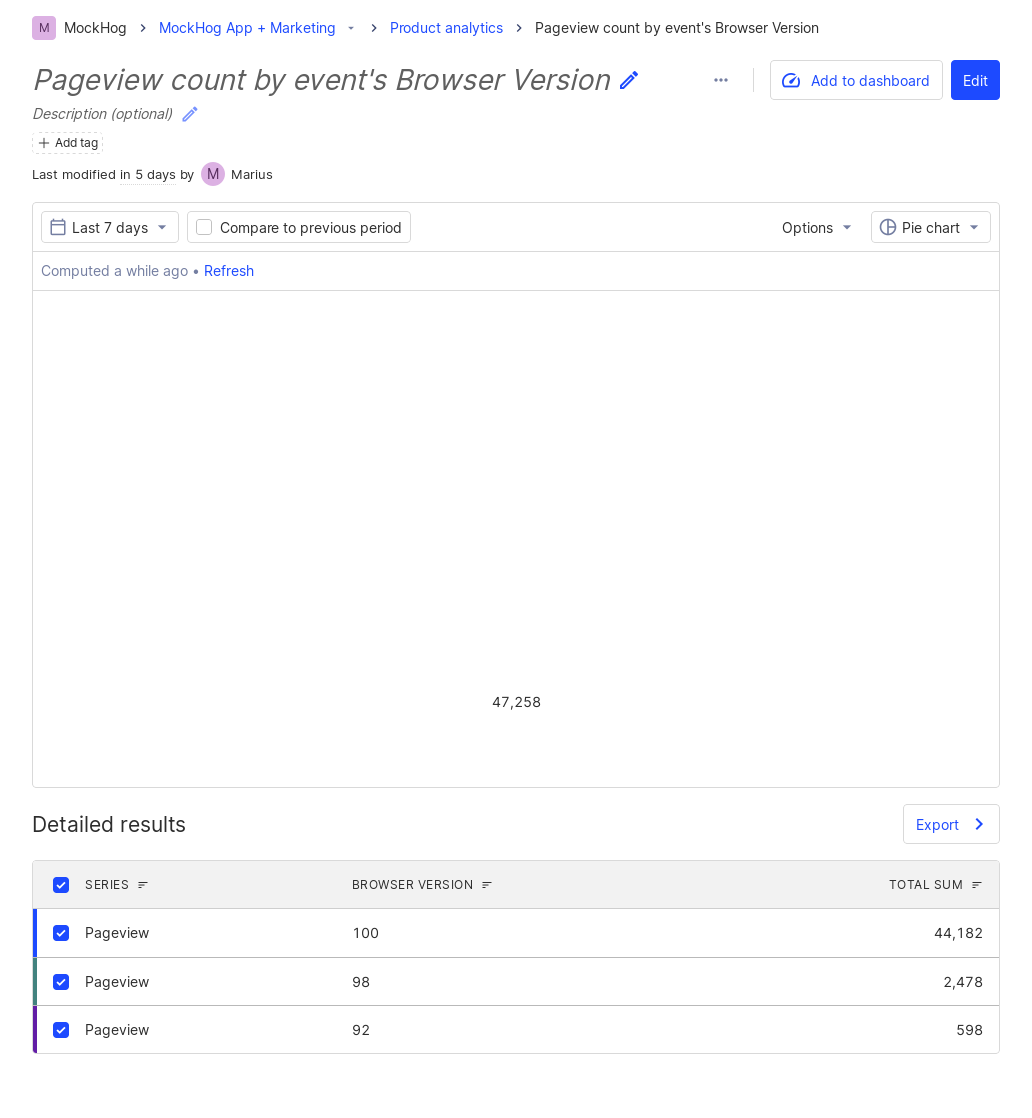 M MockHog MockHog App + Marketing Product analytics Pageview count by event's Browser Version
Pageview count by event's Browser Version
Add to dashboard Edit
Description (optional)
Add tag
Last modified in 5 days by M Marius
Last 7 days Compare to previous period Options Pie chart
Computed a while ago • Refresh
47,258
Detailed results Export
SERIES BROWSER VERSION TOTAL SUM
Pageview 100 44,182
Pageview 98 2,478
Pageview 92 598